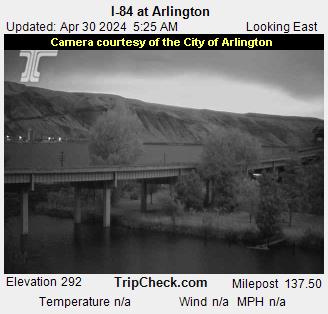 I-84 at Arlington
Updated: Apr 30 2024 5:25 AM Looking East
Camera courtesy of the City of Arlington
Elevation 292 TripCheck.com Milepost 137.50
Temperature n/a Wind n/a MPH n/a